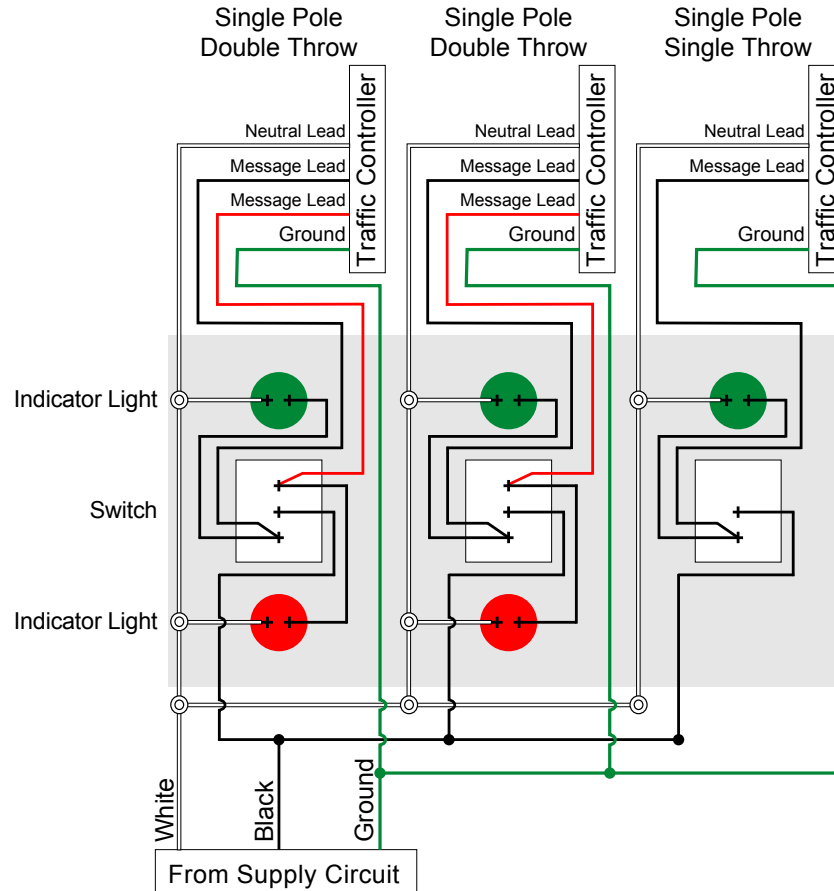 Single Pole
Double Throw
Single Pole
Double Throw
Single Pole
Single Throw
Neutral Lead
Message Lead
Message Lead
Ground
Traffic Controller
Neutral Lead
Message Lead
Message Lead
Ground
Traffic Controller
Neutral Lead
Message Lead
Ground
Traffic Controller
Indicator Light
Switch
Indicator Light
White
Black
Ground
From Supply Circuit